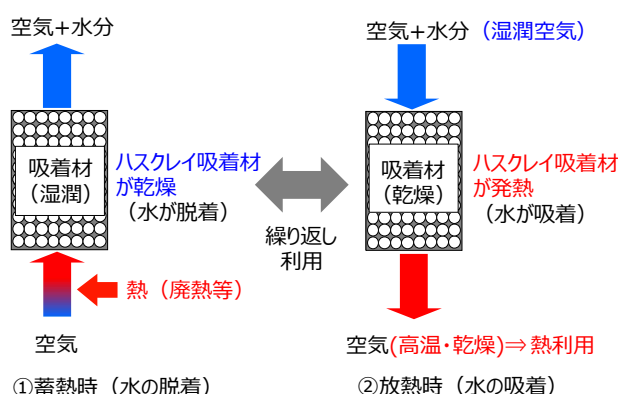 空気+水分
吸着材
（湿潤）
ハスクレイ吸着材
が乾燥
（水が脱着）
熱（廃熱等）
空気
①蓄熱時（水の脱着）
繰り返し
利用
空気+水分（湿潤空気）
吸着材
（乾燥）
ハスクレイ吸着材
が発熱
（水が吸着）
空気(高温・乾燥)⇒熱利用
②放熱時（水の吸着）